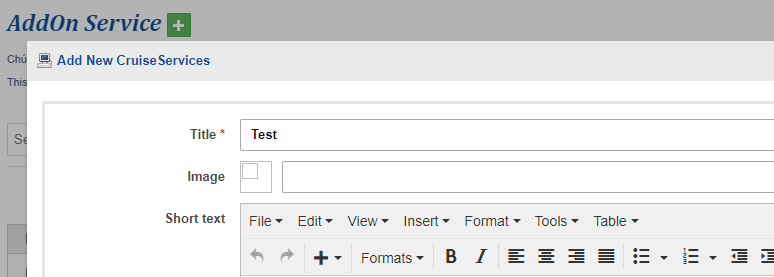 AddOn Service
Chú
Add New CruiseServices
This
Title *
Test
Se
Image
Short text
File Edit View Insert Format Tools Table
Formats B I